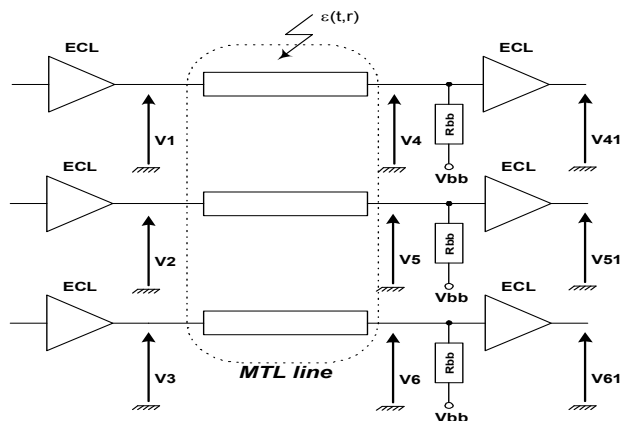 ε(t,r)
ECL
ECL
V1
V4
Rbb
Vbb
V41
ECL
ECL
V2
V5
Rbb
Vbb
V51
ECL
ECL
V3
MTL line
V6
Rbb
Vbb
V61